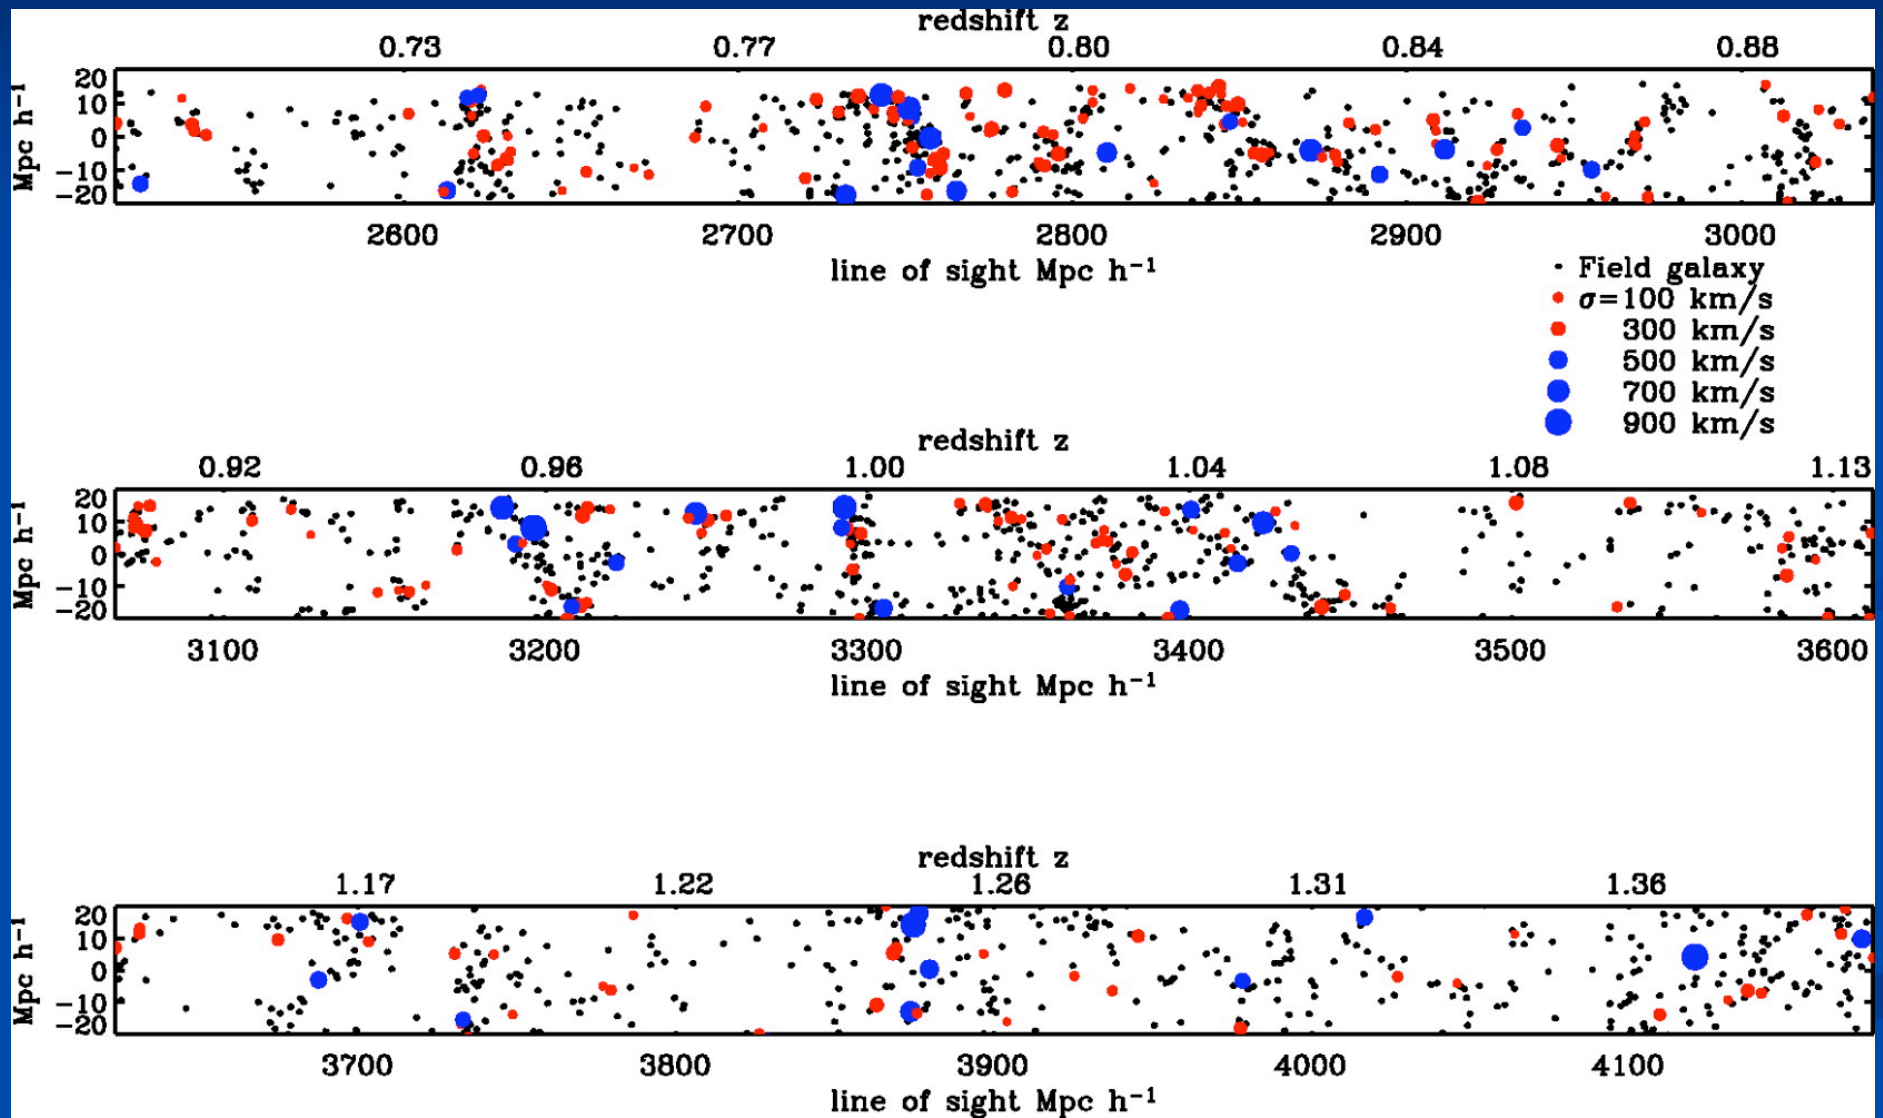 redshift z
0.73 0.77 0.80 0.84 0.88
20
10
0
−10
−20
Mpc h⁻¹
2600 2700 2800 2900 3000
line of sight Mpc h⁻¹
Field galaxy
σ=100 km/s
300 km/s
500 km/s
700 km/s
900 km/s
redshift z
0.92 0.96 1.00 1.04 1.08 1.13
20
10
0
−10
−20
Mpc h⁻¹
3100 3200 3300 3400 3500 3600
line of sight Mpc h⁻¹
redshift z
1.17 1.22 1.26 1.31 1.36
20
10
0
−10
−20
Mpc h⁻¹
3700 3800 3900 4000 4100
line of sight Mpc h⁻¹